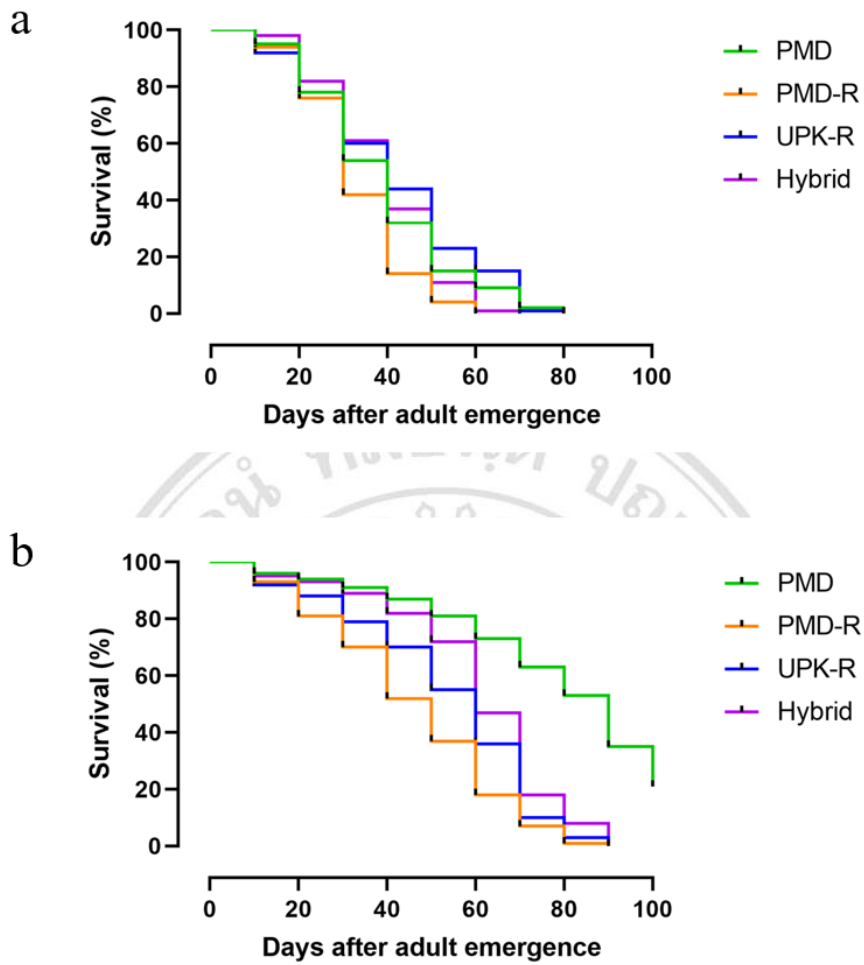 a
100
80
60
40
20
0
Survival (%)
PMD
PMD-R
UPK-R
Hybrid
0 20 40 60 80 100
Days after adult emergence
b
100
80
60
40
20
0
Survival (%)
PMD
PMD-R
UPK-R
Hybrid
0 20 40 60 80 100
Days after adult emergence